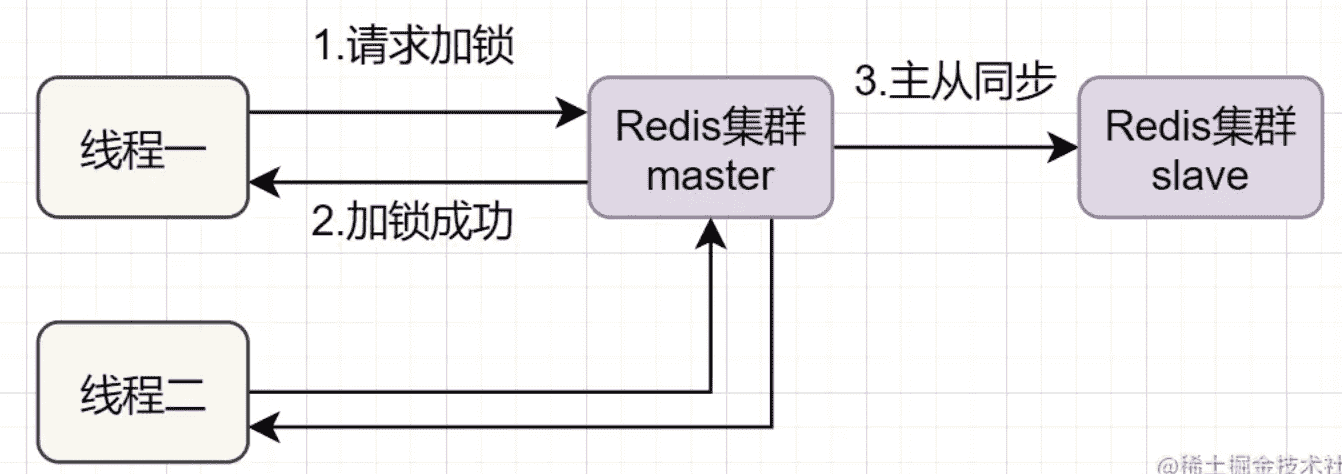 1.请求加锁
线程一
2.加锁成功
Redis集群
master
3.主从同步
Redis集群
slave
线程二
@稀土掘金技术社